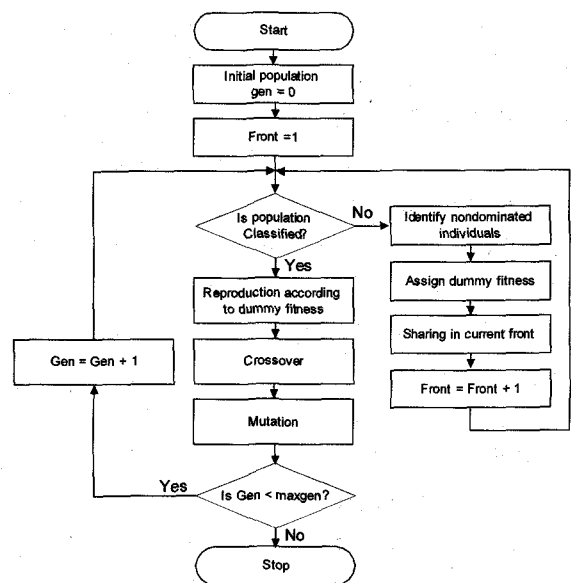 Start
Initial population
gen = 0
Front =1
Is population
Classified?
No
Identify nondominated
individuals
Yes
Assign dummy fitness
Reproduction according
to dummy fitness
Sharing in current front
Gen = Gen + 1
Crossover
Front = Front + 1
Mutation
Yes
Is Gen < maxgen?
No
Stop